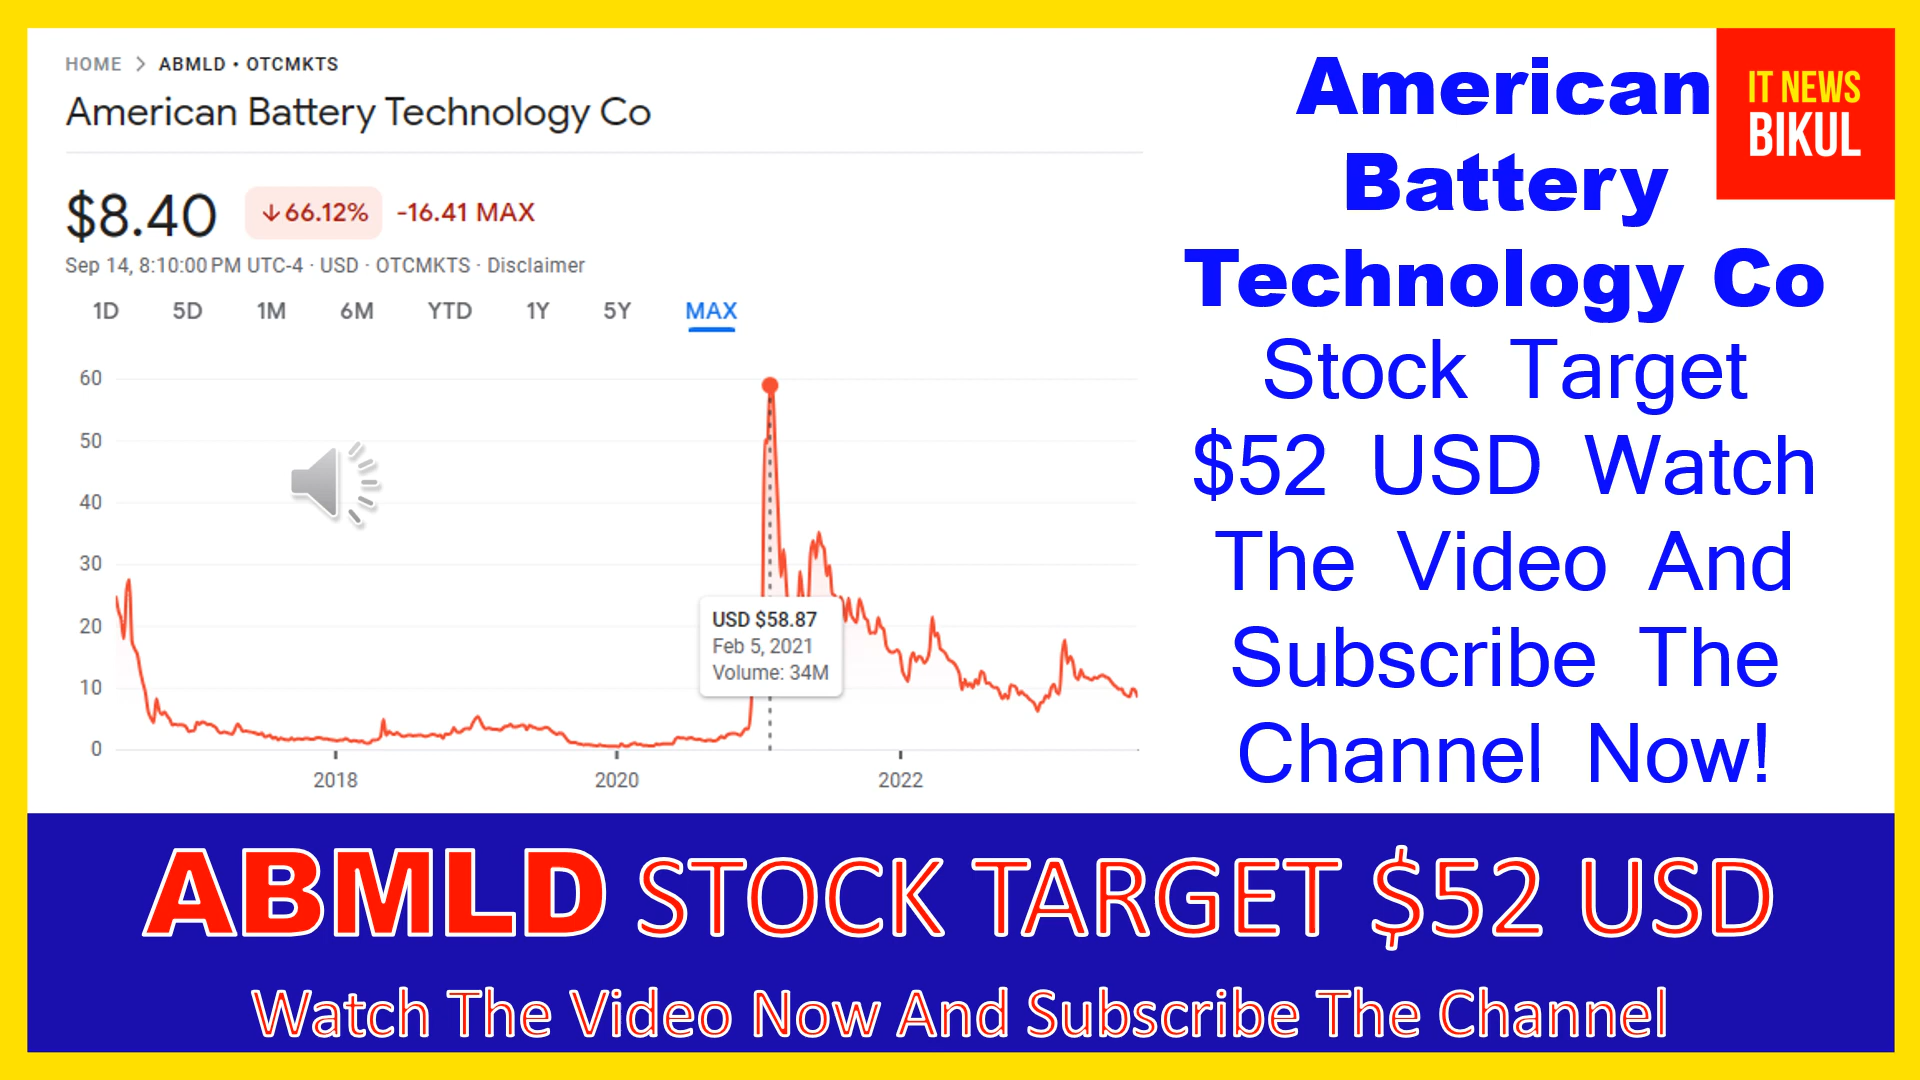 HOME > ABMLD • OTCMKTS
American Battery Technology Co
$8.40 ↓66.12% -16.41 MAX
Sep 14, 8:10:00 PM UTC-4 · USD · OTCMKTS · Disclaimer
1D 5D 1M 6M YTD 1Y 5Y MAX
60
50
40
30
20
10
0
USD $58.87
Feb 5, 2021
Volume: 34M
2018 2020 2022
American
Battery
Technology Co
Stock Target
$52 USD Watch
The Video And
Subscribe The
Channel Now!
IT NEWS
BIKUL
ABMLD STOCK TARGET $52 USD
Watch The Video Now And Subscribe The Channel